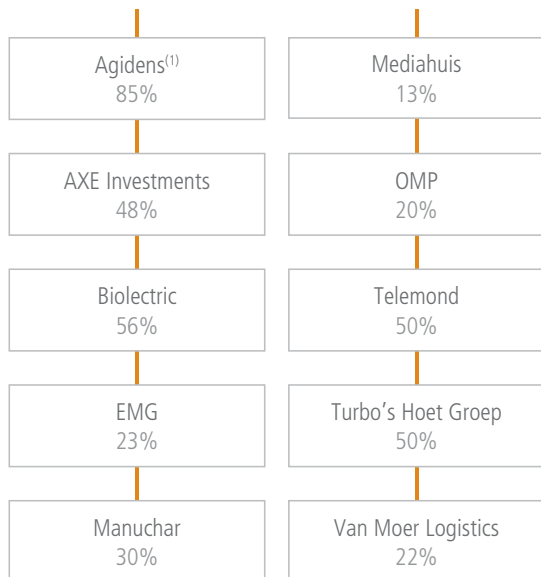 Agidens(1)
85%
AXE Investments
48%
Biolectric
56%
EMG
23%
Manuchar
30%
Mediahuis
13%
OMP
20%
Telemond
50%
Turbo's Hoet Groep
50%
Van Moer Logistics
22%